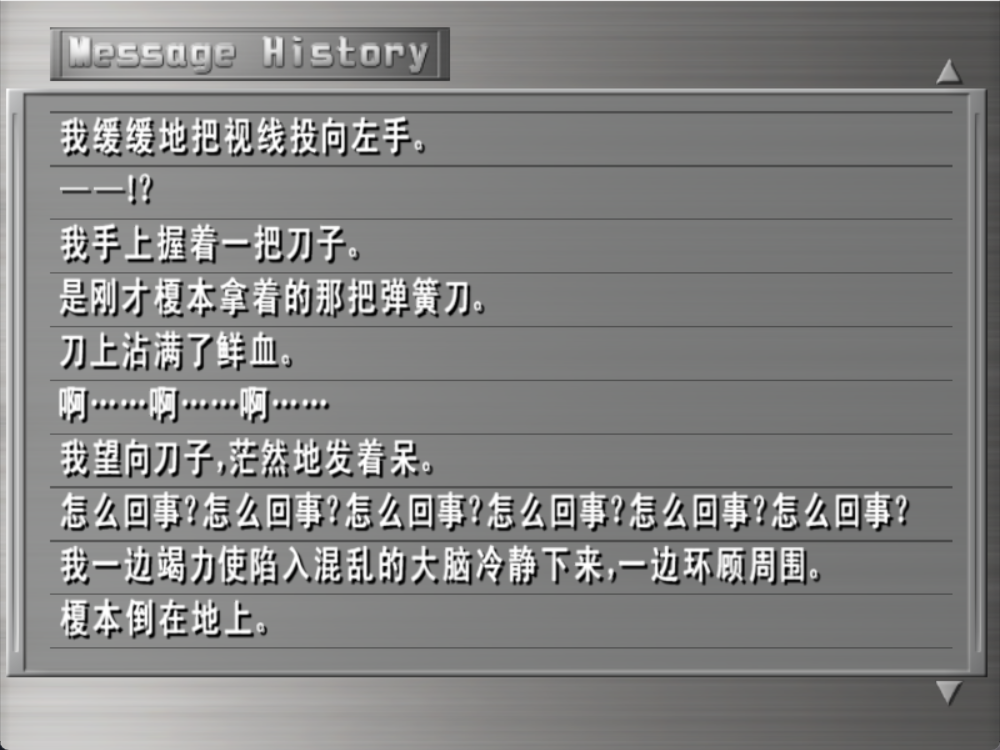 Message History
我缓缓地把视线投向左手。
——!?
我手上握着一把刀子。
是刚才榎本拿着的那把弹簧刀。
刀上沾满了鲜血。
啊……啊……啊……
我望向刀子,茫然地发着呆。
怎么回事?怎么回事?怎么回事?怎么回事?怎么回事?怎么回事?
我一边竭力使陷入混乱的大脑冷静下来,一边环顾周围。
榎本倒在地上。